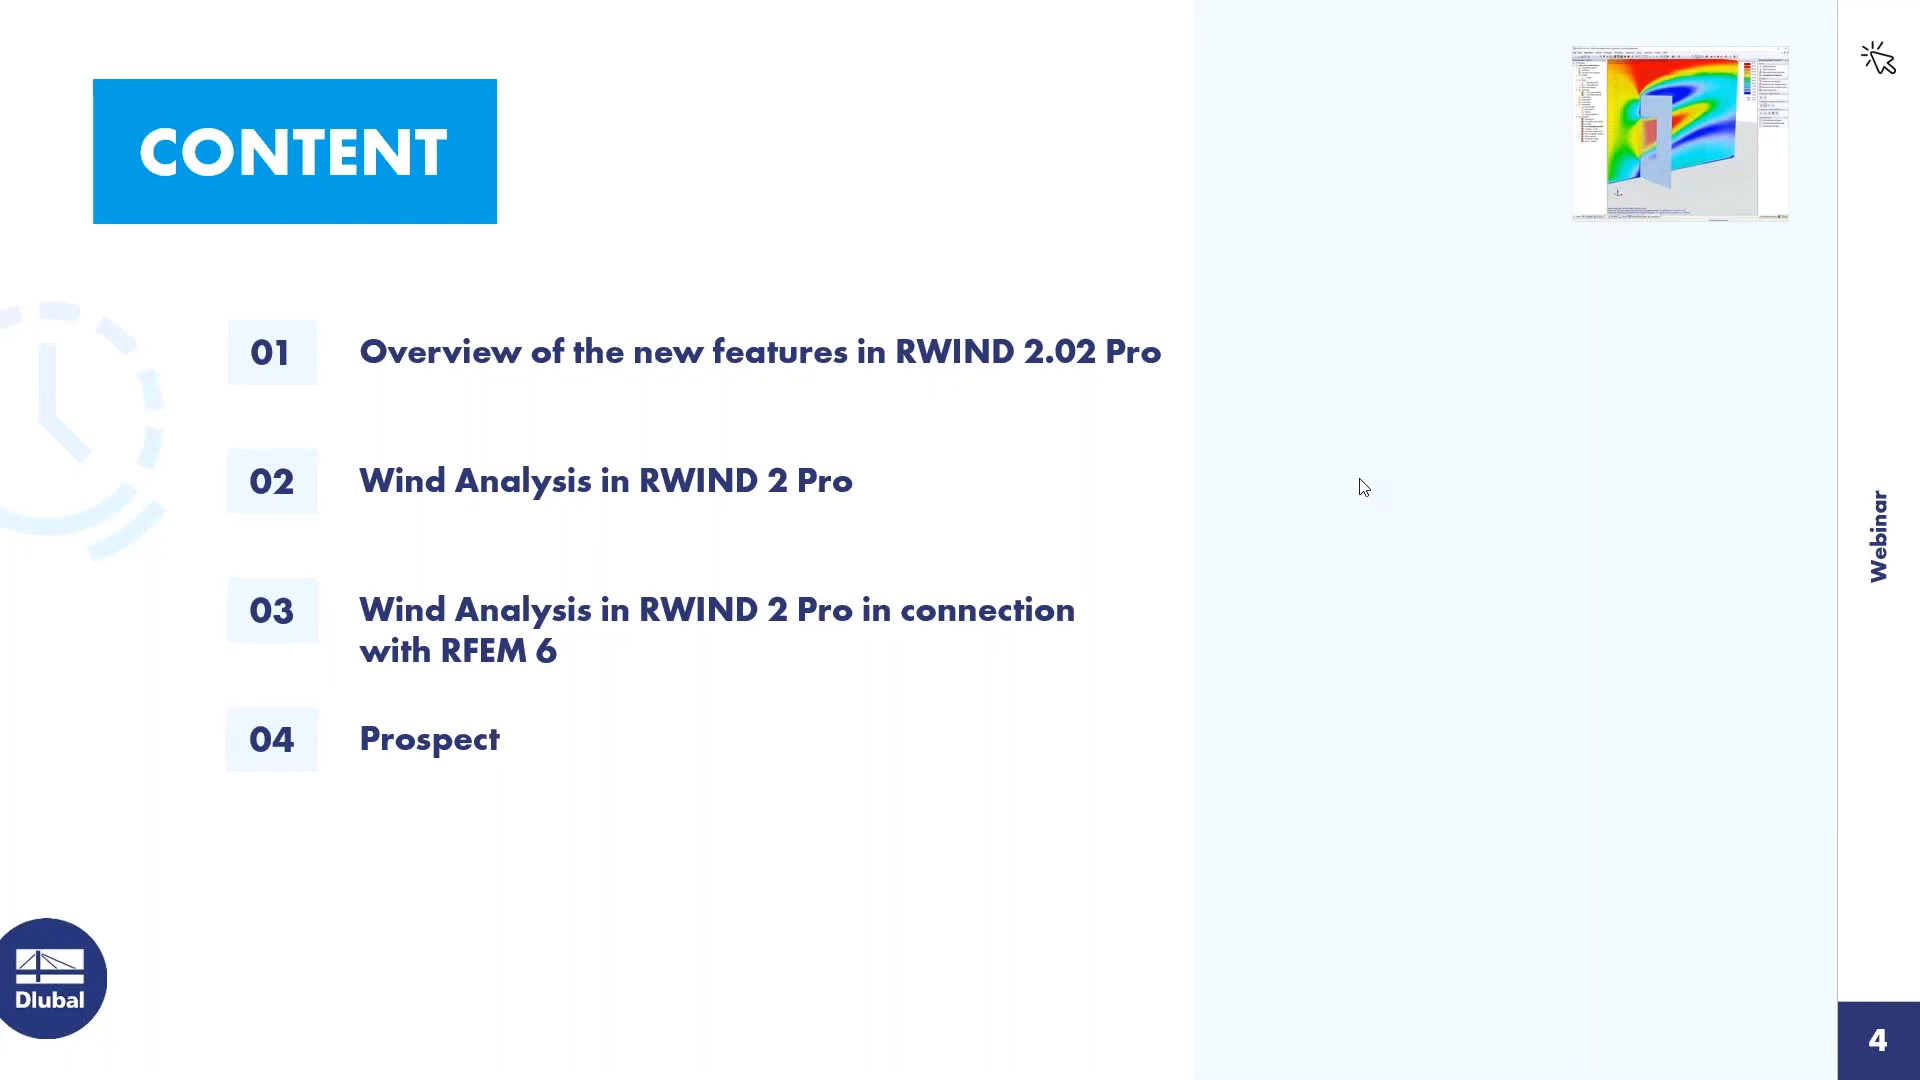 CONTENT
01
Overview of the new features in RWIND 2.02 Pro
02
Wind Analysis in RWIND 2 Pro
03
Wind Analysis in RWIND 2 Pro in connection
with RFEM 6
04
Prospect
Webinar
Dlubal
4